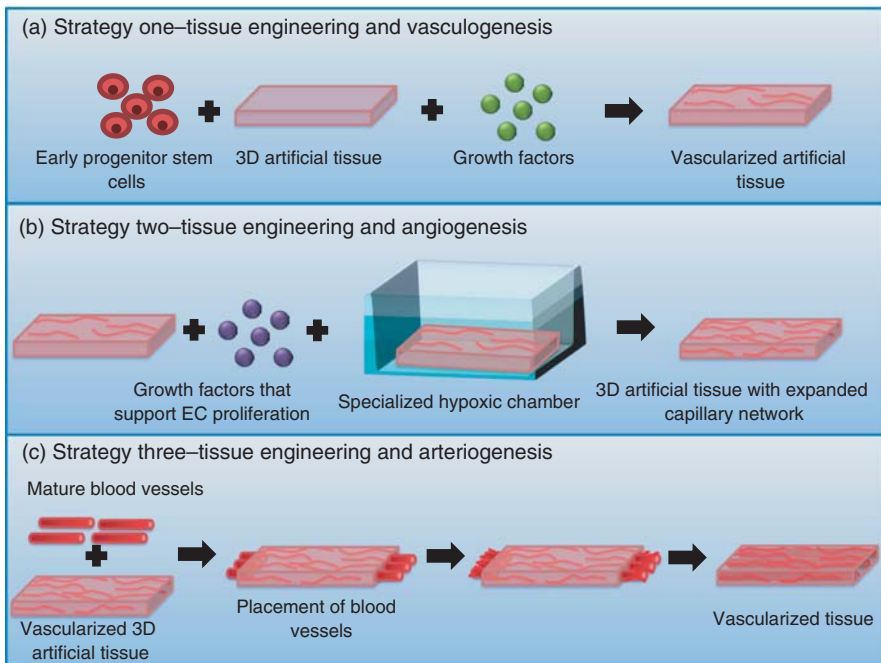 (a) Strategy one–tissue engineering and vasculogenesis
Early progenitor stem
cells
3D artificial tissue
Growth factors
Vascularized artificial
tissue
(b) Strategy two–tissue engineering and angiogenesis
Growth factors that
support EC proliferation
Specialized hypoxic chamber
3D artificial tissue with expanded
capillary network
(c) Strategy three–tissue engineering and arteriogenesis
Mature blood vessels
Vascularized 3D
artificial tissue
Placement of blood
vessels
Vascularized tissue